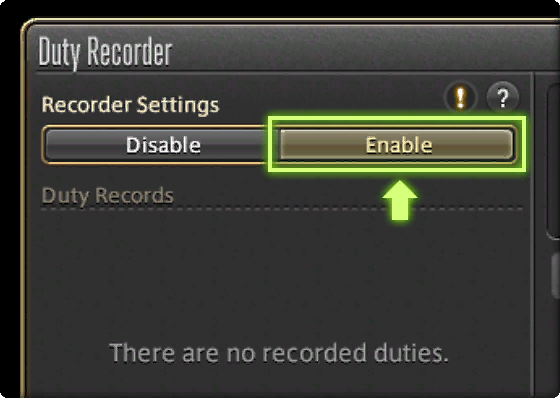 Duty Recorder
Recorder Settings
! ?
Disable Enable
Duty Records
There are no recorded duties.